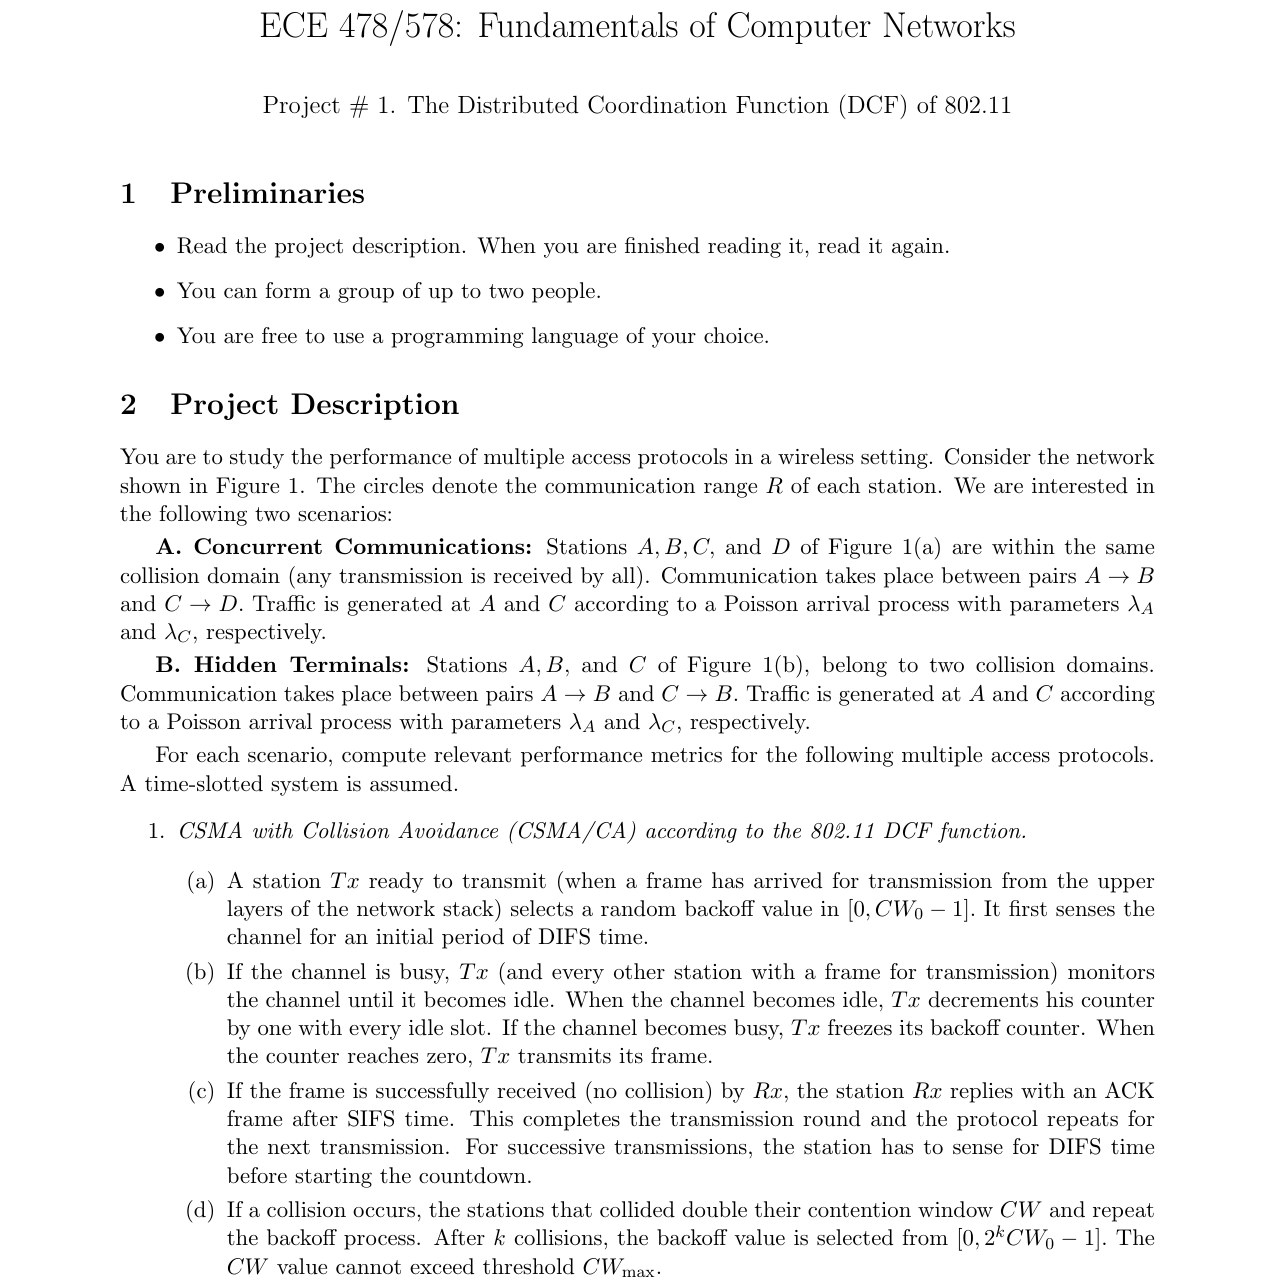 ECE 478/578: Fundamentals of Computer Networks
Project # 1. The Distributed Coordination Function (DCF) of 802.11
1 Preliminaries
• Read the project description. When you are finished reading it, read it again.
• You can form a group of up to two people.
• You are free to use a programming language of your choice.
2 Project Description
You are to study the performance of multiple access protocols in a wireless setting. Consider the network
shown in Figure 1. The circles denote the communication range R of each station. We are interested in
the following two scenarios:
A. Concurrent Communications: Stations A, B, C, and D of Figure 1(a) are within the same
collision domain (any transmission is received by all). Communication takes place between pairs A → B
and C → D. Traffic is generated at A and C according to a Poisson arrival process with parameters λ_A
and λ_C, respectively.
B. Hidden Terminals: Stations A, B, and C of Figure 1(b), belong to two collision domains.
Communication takes place between pairs A → B and C → B. Traffic is generated at A and C according
to a Poisson arrival process with parameters λ_A and λ_C, respectively.
For each scenario, compute relevant performance metrics for the following multiple access protocols.
A time-slotted system is assumed.
1. CSMA with Collision Avoidance (CSMA/CA) according to the 802.11 DCF function.
(a) A station Tx ready to transmit (when a frame has arrived for transmission from the upper
layers of the network stack) selects a random backoff value in [0, CW_0 − 1]. It first senses the
channel for an initial period of DIFS time.
(b) If the channel is busy, Tx (and every other station with a frame for transmission) monitors
the channel until it becomes idle. When the channel becomes idle, Tx decrements his counter
by one with every idle slot. If the channel becomes busy, Tx freezes its backoff counter. When
the counter reaches zero, Tx transmits its frame.
(c) If the frame is successfully received (no collision) by Rx, the station Rx replies with an ACK
frame after SIFS time. This completes the transmission round and the protocol repeats for
the next transmission. For successive transmissions, the station has to sense for DIFS time
before starting the countdown.
(d) If a collision occurs, the stations that collided double their contention window CW and repeat
the backoff process. After k collisions, the backoff value is selected from [0, 2^k CW_0 − 1]. The
CW value cannot exceed threshold CW_max.